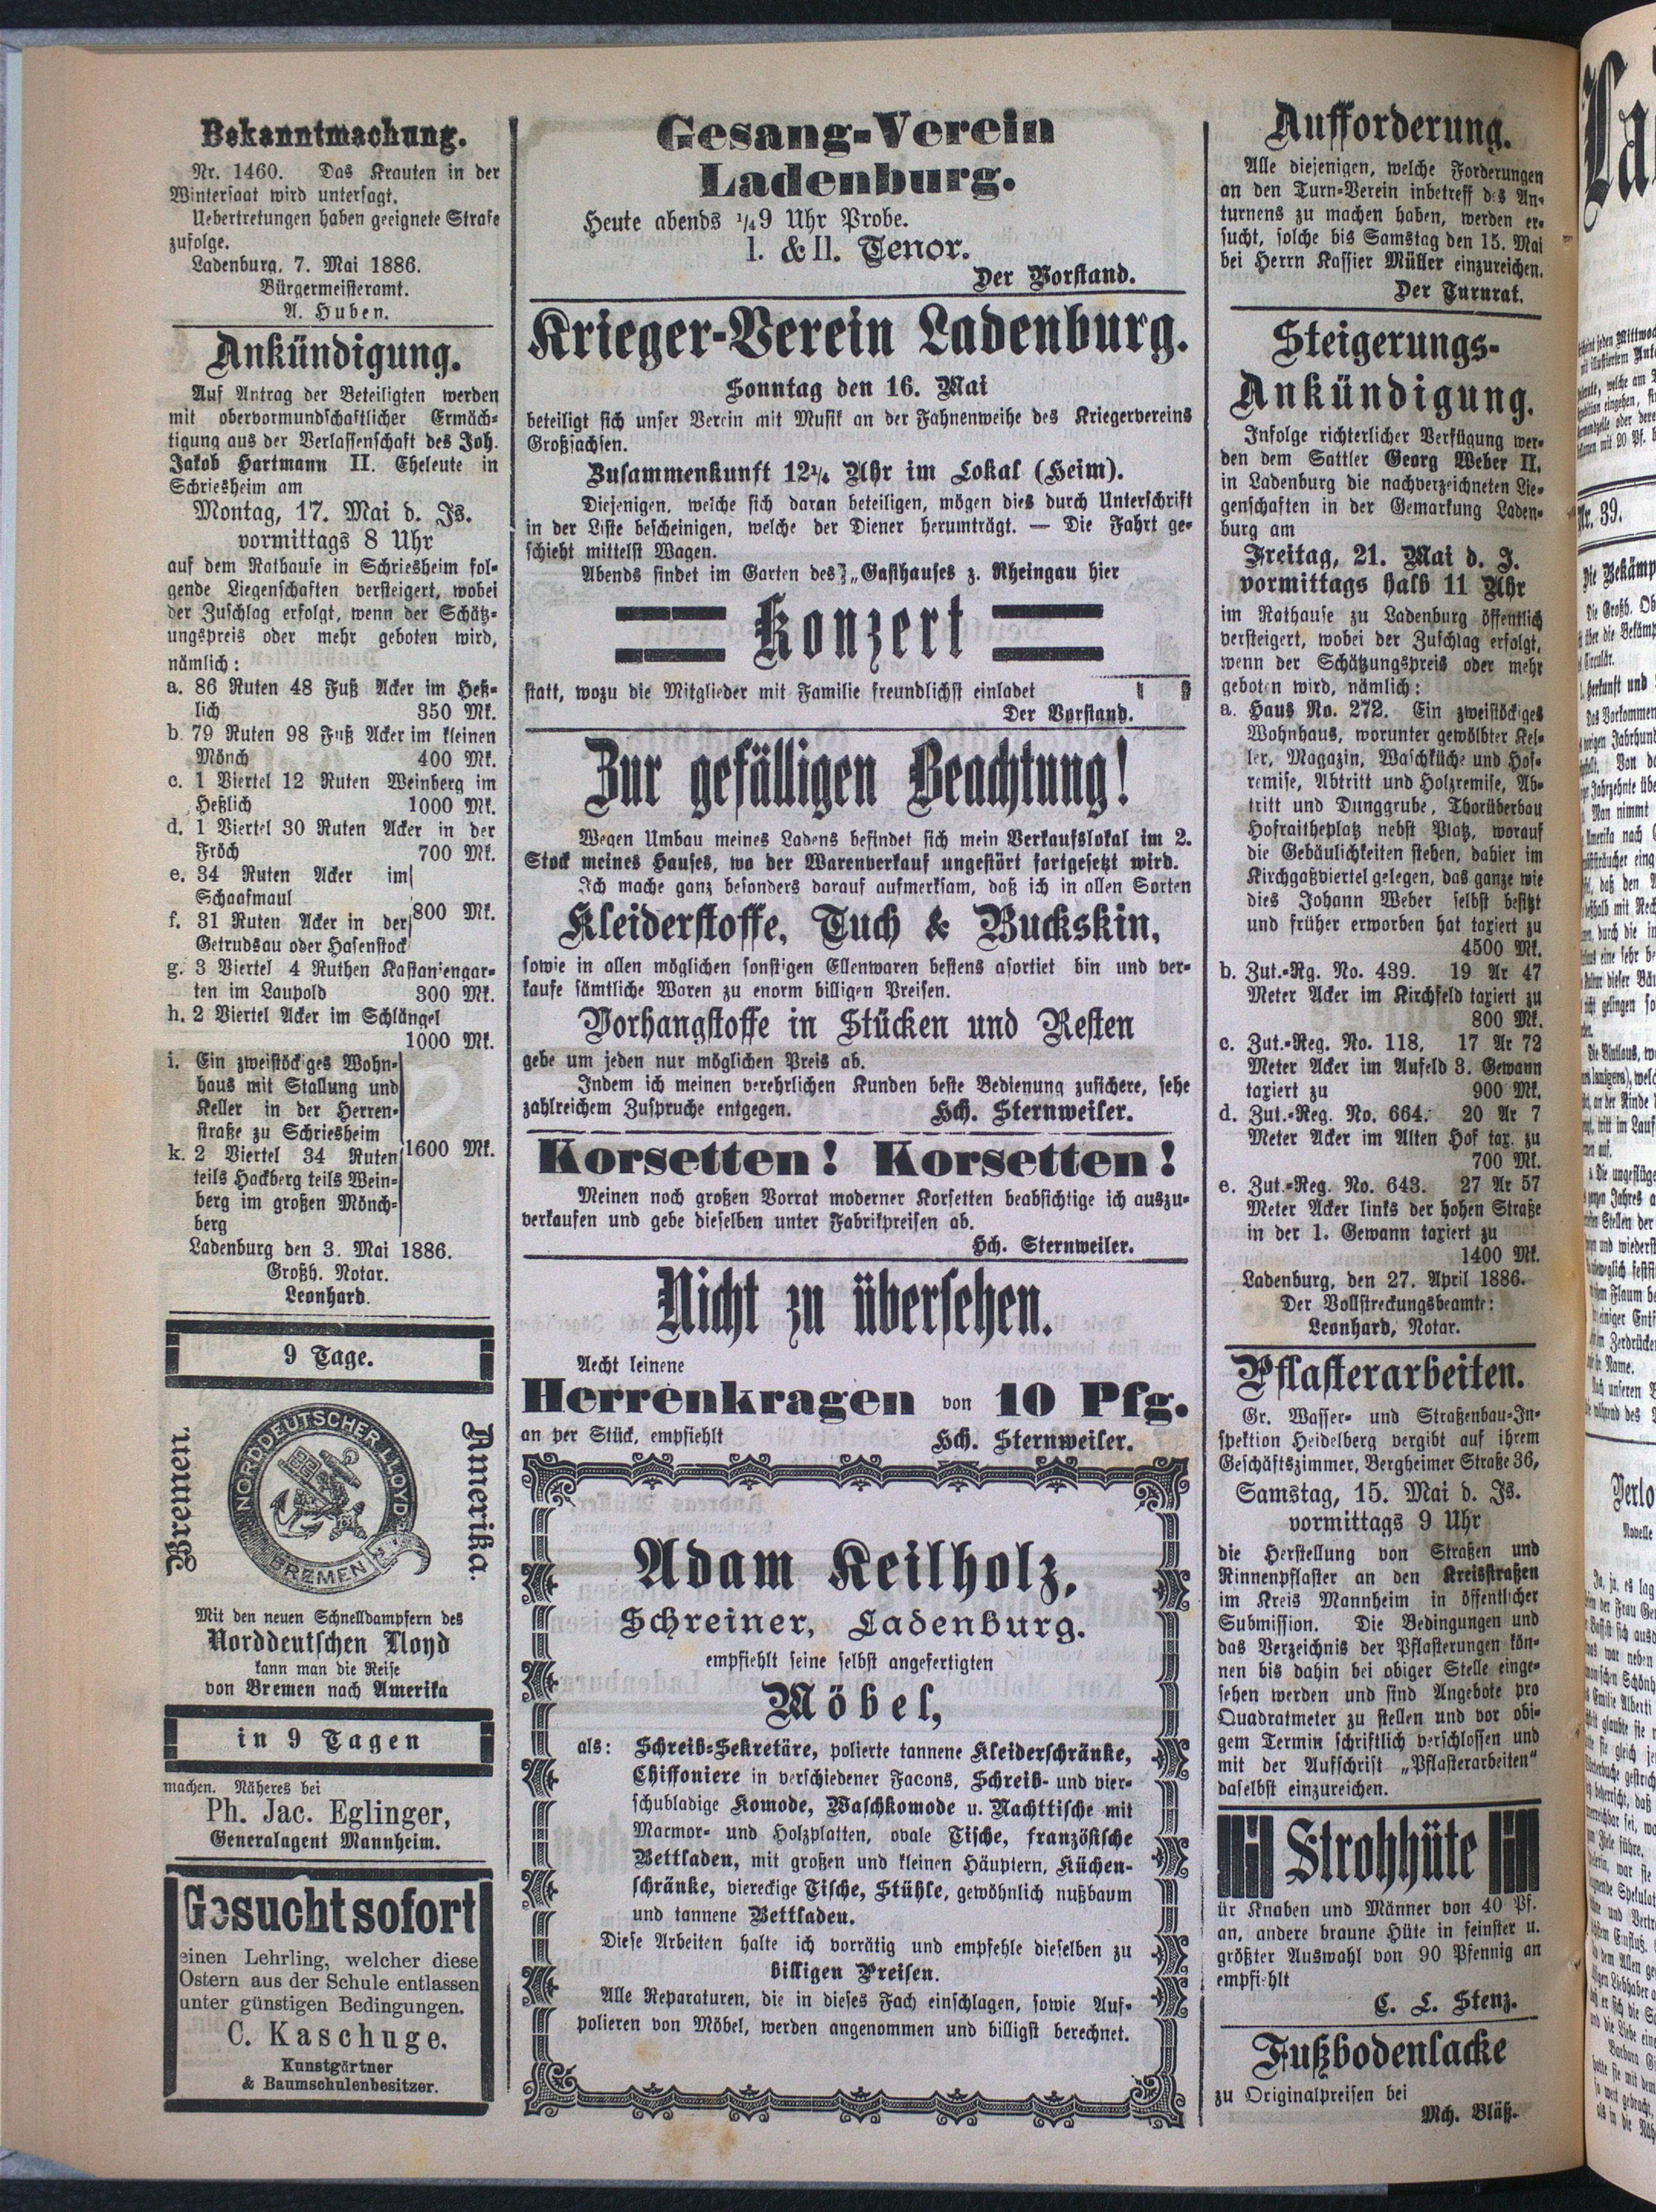 Bekanntmachung.
Nr. 1460. Das Krauten in der
Wintersaat wird untersagt.
Uebertretungen haben geeignete Strafe
zufolge.
Ladenburg, 7. Mai 1886.
Bürgermeisteramt.
A. Huben.
Ankündigung.
Auf Antrag der Beteiligten werden
mit obervormundschaftlicher Ermäch-
tigung aus der Verlassenschaft des Joh.
Jakob Hartmann II. Eheleute in
Schriesheim am
Montag, 17. Mai d. Js.
vormittags 8 Uhr
auf dem Rathause in Schriesheim fol-
gende Liegenschaften versteigert, wobei
der Zuschlag erfolgt, wenn der Schätz-
ungspreis oder mehr geboten wird,
nämlich:
a. 86 Ruten 48 Fuß Acker im Heß-
lich 350 Mk.
b. 79 Ruten 98 Fuß Acker im kleinen
Mönch 400 Mk.
c. 1 Viertel 12 Ruten Weinberg im
Heßlich 1000 Mk.
d. 1 Viertel 30 Ruten Acker in der
Fröch 700 Mk.
e. 34 Ruten Acker im
Schaafmaul
f. 31 Ruten Acker in der 800 Mk.
Getrudsau oder Hasenstock
g. 3 Viertel 4 Ruthen Kastaniengar-
ten im Laupold 300 Mk.
h. 2 Viertel Acker im Schlängel
1000 Mk.
i. Ein zweistöckiges Wohn-
haus mit Stallung und
Keller in der Herren-
straße zu Schriesheim
k. 2 Viertel 34 Ruten 1600 Mk.
teils Hackberg teils Wein-
berg im großen Mönch-
berg
Ladenburg den 3. Mai 1886.
Großh. Notar.
Leonhard.
9 Tage.
Bremen.
NORDDEUTSCHER LLOYD
BREMEN
Amerika.
Mit den neuen Schnelldampfern des
Norddeutschen Lloyd
kann man die Reise
von Bremen nach Amerika
in 9 Tagen
machen. Näheres bei
Ph. Jac. Eglinger,
Generalagent Mannheim.
Gesucht sofort
einen Lehrling, welcher diese
Ostern aus der Schule entlassen
unter günstigen Bedingungen.
C. Kaschuge,
Kunstgärtner
& Baumschulenbesitzer.
Gesang-Verein
Ladenburg.
Heute abends ¼9 Uhr Probe.
I. & II. Tenor.
Der Vorstand.
Krieger-Verein Ladenburg.
Sonntag den 16. Mai
beteiligt sich unser Verein mit Musik an der Fahnenweihe des Kriegervereins
Großsachsen.
Zusammenkunft 12¼ Uhr im Lokal (Heim).
Diejenigen, welche sich daran beteiligen, mögen dies durch Unterschrift
in der Liste bescheinigen, welche der Diener herumträgt. — Die Fahrt ge-
schieht mittelst Wagen.
Abends findet im Garten des „Gasthauses z. Rheingau hier
Konzert
statt, wozu die Mitglieder mit Familie freundlichst einladet
Der Vorstand.
Zur gefälligen Beachtung!
Wegen Umbau meines Ladens befindet sich mein Verkaufslokal im 2.
Stock meines Hauses, wo der Warenverkauf ungestört fortgesetzt wird.
Ich mache ganz besonders darauf aufmerksam, daß ich in allen Sorten
Kleiderstoffe, Tuch & Buckskin,
sowie in allen möglichen sonstigen Ellenwaren bestens asortiet bin und ver-
kaufe sämtliche Waren zu enorm billigen Preisen.
Vorhangstoffe in Stücken und Resten
gebe um jeden nur möglichen Preis ab.
Indem ich meinen verehrlichen Kunden beste Bedienung zusichere, sehe
zahlreichem Zuspruche entgegen. Hch. Sternweiler.
Korsetten! Korsetten!
Meinen noch großen Vorrat moderner Korsetten beabsichtige ich auszu-
verkaufen und gebe dieselben unter Fabrikpreisen ab.
Hch. Sternweiler.
Nicht zu übersehen.
Aecht leinene
Herrenkragen von 10 Pfg.
an per Stück, empfiehlt Hch. Sternweiler.
Adam Keilholz,
Schreiner, Ladenburg.
empfiehlt seine selbst angefertigten
Möbel,
als: Schreib-Sekretäre, polierte tannene Kleiderschränke,
Chiffoniere in verschiedener Facons, Schreib- und vier-
schubladige Komode, Waschkomode u. Nachttische mit
Marmor- und Holzplatten, ovale Tische, französische
Bettladen, mit großen und kleinen Häuptern, Küchen-
schränke, viereckige Tische, Stühle, gewöhnlich nußbaum
und tannene Bettladen.
Diese Arbeiten halte ich vorrätig und empfehle dieselben zu
billigen Preisen.
Alle Reparaturen, die in dieses Fach einschlagen, sowie Auf-
polieren von Möbel, werden angenommen und billigst berechnet.
Aufforderung.
Alle diejenigen, welche Forderungen
an den Turn-Verein inbetreff des An-
turnens zu machen haben, werden er-
sucht, solche bis Samstag den 15. Mai
bei Herrn Kassier Müller einzureichen.
Der Turnrat.
Steigerungs-
Ankündigung.
Infolge richterlicher Verfügung wer-
den dem Sattler Georg Weber II.
in Ladenburg die nachverzeichneten Lie-
genschaften in der Gemarkung Laden-
burg am
Freitag, 21. Mai d. J.
vormittags halb 11 Uhr
im Rathause zu Ladenburg öffentlich
versteigert, wobei der Zuschlag erfolgt,
wenn der Schätzungspreis oder mehr
geboten wird, nämlich:
a. Haus No. 272. Ein zweistöckiges
Wohnhaus, worunter gewölbter Kel-
ler, Magazin, Waschküche und Hof-
remise, Abtritt und Holzremise, Ab-
tritt und Dunggrube, Thorüberbau
Hofraitheplatz nebst Platz, worauf
die Gebäulichkeiten stehen, dahier im
Kirchgaßviertel gelegen, das ganze wie
dies Johann Weber selbst besitzt
und früher erworben hat taxiert zu
4500 Mk.
b. Zut.-Rg. No. 439. 19 Ar 47
Meter Acker im Kirchfeld taxiert zu
800 Mk.
c. Zut.-Reg. No. 118, 17 Ar 72
Meter Acker im Aufeld 3. Gewann
taxiert zu 900 Mk.
d. Zut.-Reg. No. 664. 20 Ar 7
Meter Acker im Alten Hof tax. zu
700 Mk.
e. Zut.-Reg. No. 643. 27 Ar 57
Meter Acker links der hohen Straße
in der 1. Gewann taxiert zu
1400 Mk.
Ladenburg, den 27. April 1886.
Der Vollstreckungsbeamte:
Leonhard, Notar.
Pflasterarbeiten.
Gr. Wasser- und Straßenbau-In-
spektion Heidelberg vergibt auf ihrem
Geschäftszimmer, Bergheimer Straße 36,
Samstag, 15. Mai d. Js.
vormittags 9 Uhr
die Herstellung von Straßen und
Rinnenpflaster an den Kreisstraßen
im Kreis Mannheim in öffentlicher
Submission. Die Bedingungen und
das Verzeichnis der Pflasterungen kön-
nen bis dahin bei obiger Stelle einge-
sehen werden und sind Angebote pro
Quadratmeter zu stellen und vor obi-
gem Termin schriftlich verschlossen und
mit der Aufschrift „Pflasterarbeiten“
daselbst einzureichen.
Strohhüte
ür Knaben und Männer von 40 Pf.
an, andere braune Hüte in feinster u.
größter Auswahl von 90 Pfennig an
empfiehlt
C. L. Stenz.
Fußbodenlacke
zu Originalpreisen bei
Mch. Bläß.
La
Nr. 39.